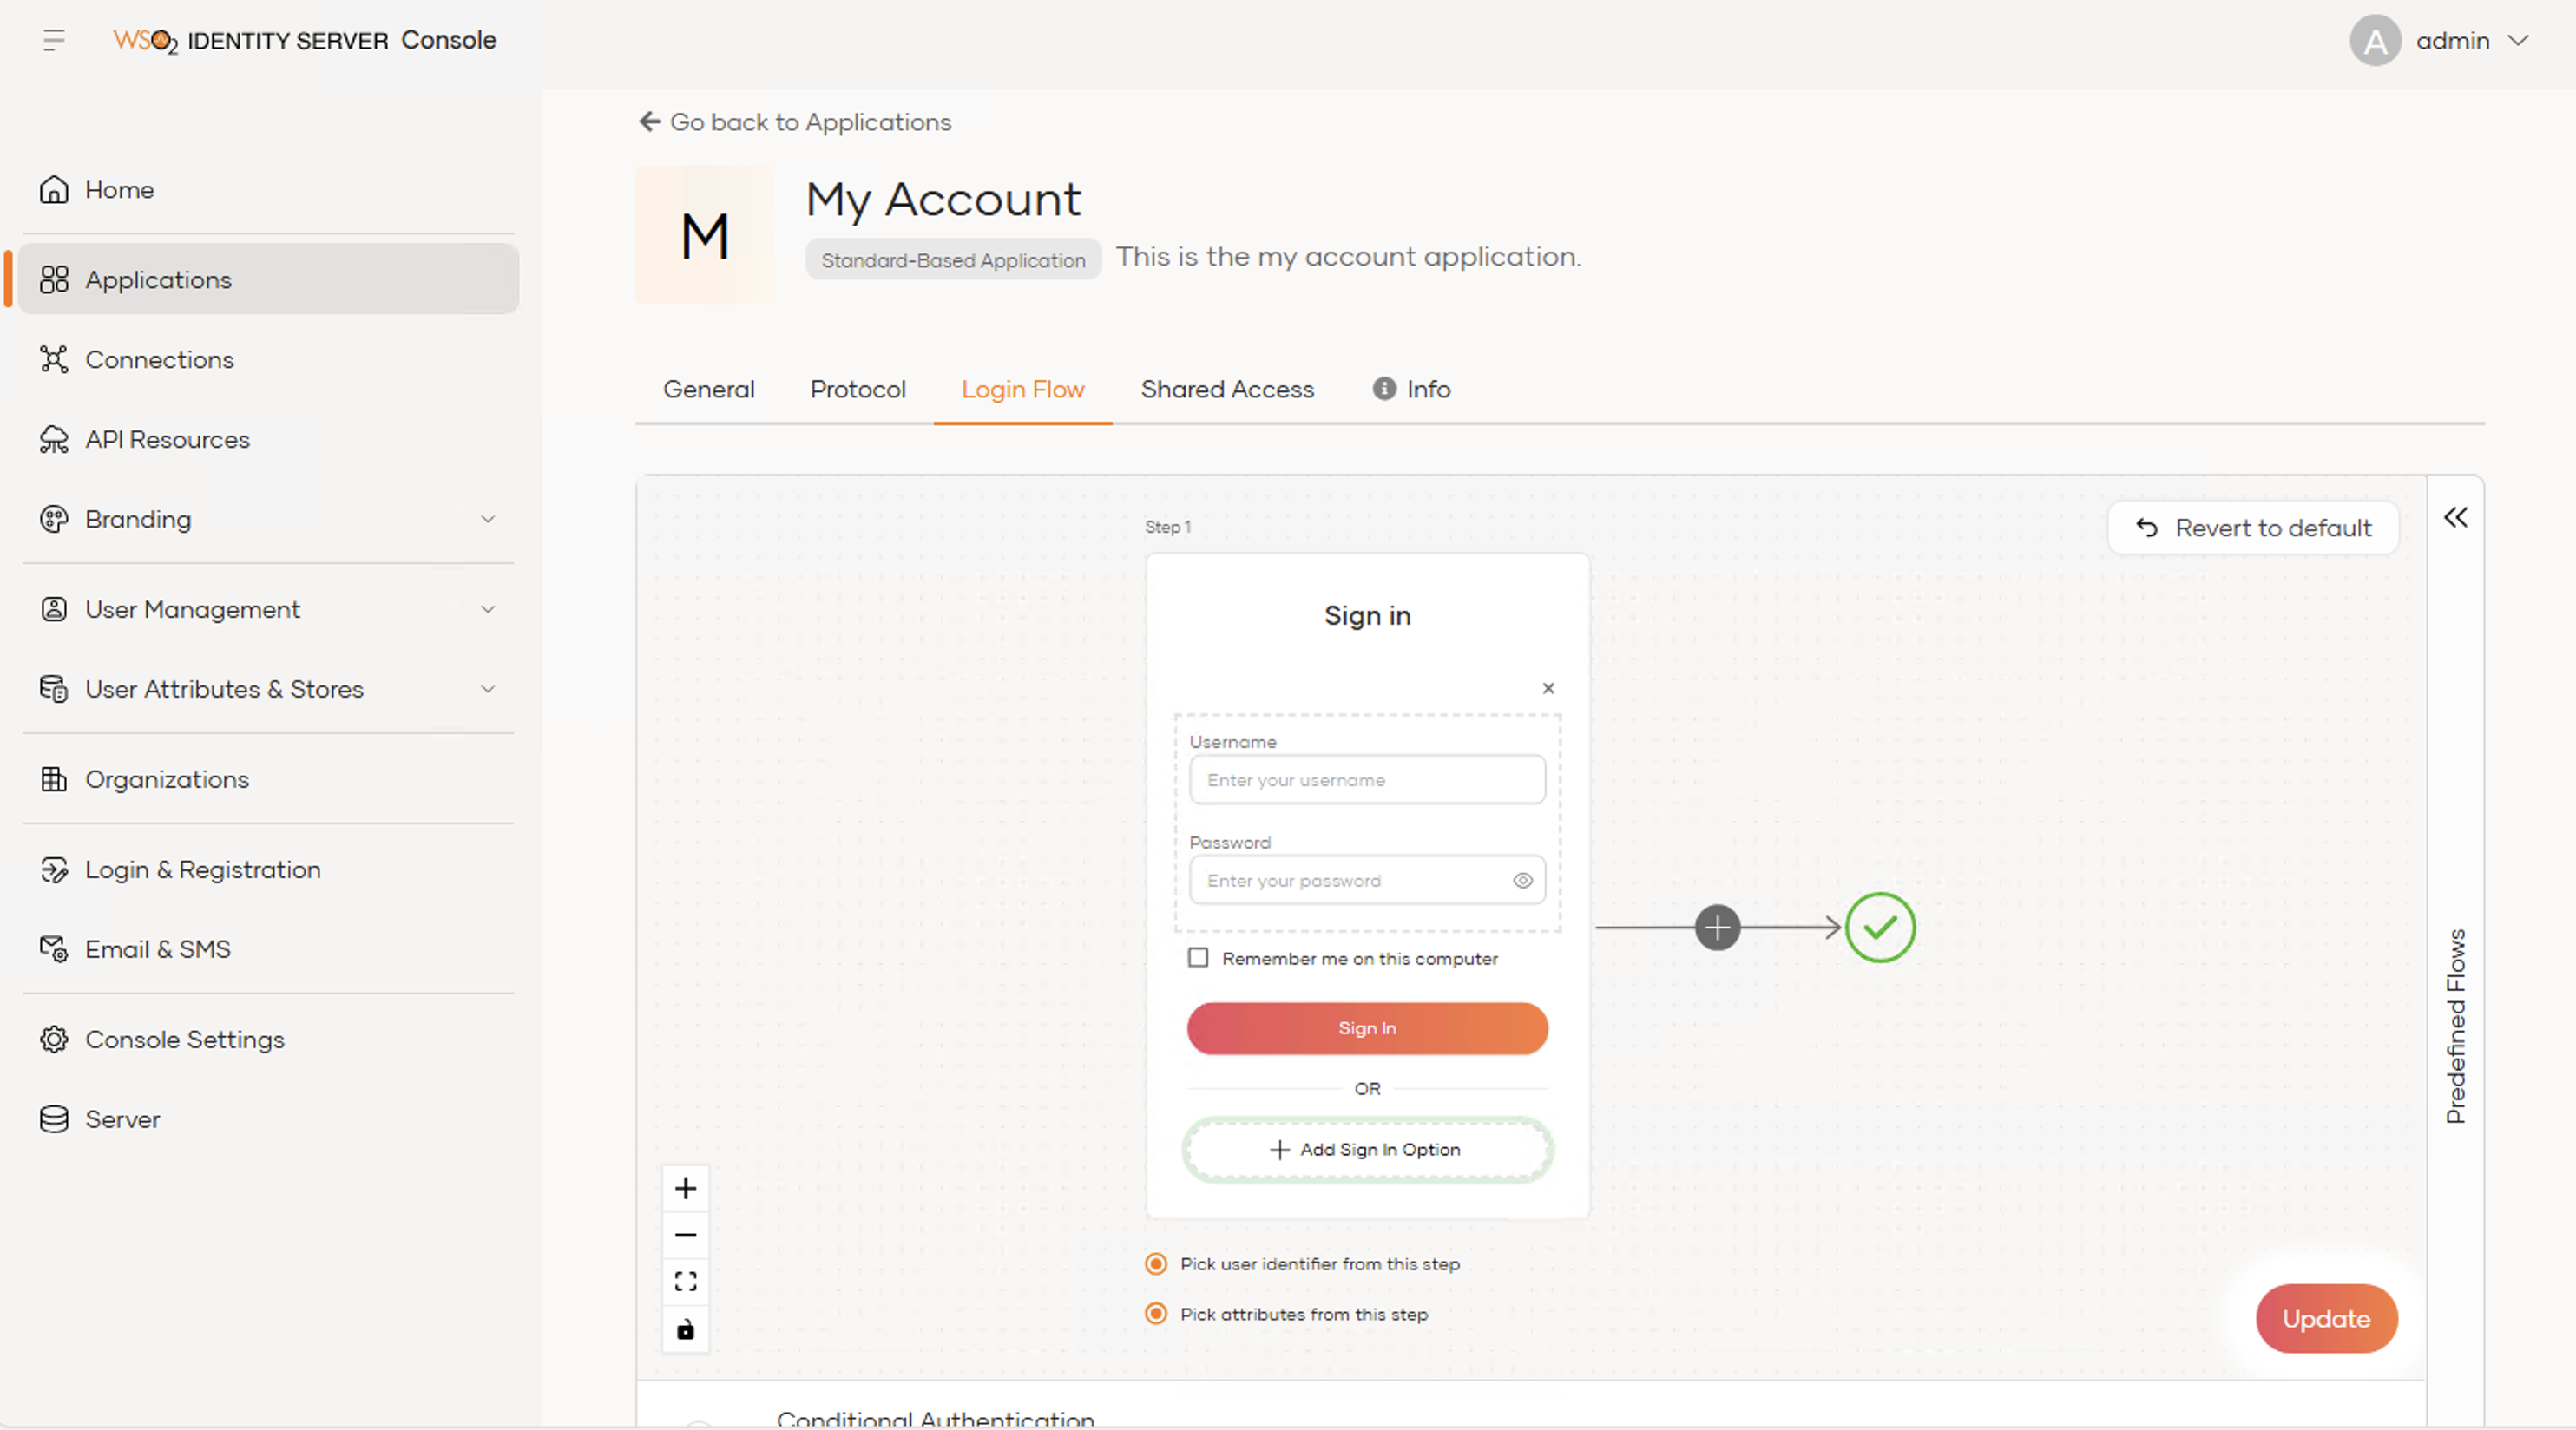 WSO2 IDENTITY SERVER Console
A admin
Home
Applications
Connections
API Resources
Branding
User Management
User Attributes & Stores
Organizations
Login & Registration
Email & SMS
Console Settings
Server
Go back to Applications
M
My Account
Standard-Based Application This is the my account application.
General Protocol Login Flow Shared Access Info
Step 1
Revert to default
Sign in
Username
Enter your username
Password
Enter your password
Remember me on this computer
Sign In
OR
Add Sign In Option
Pick user identifier from this step
Pick attributes from this step
Update
Predefined Flows
Conditional Authentication